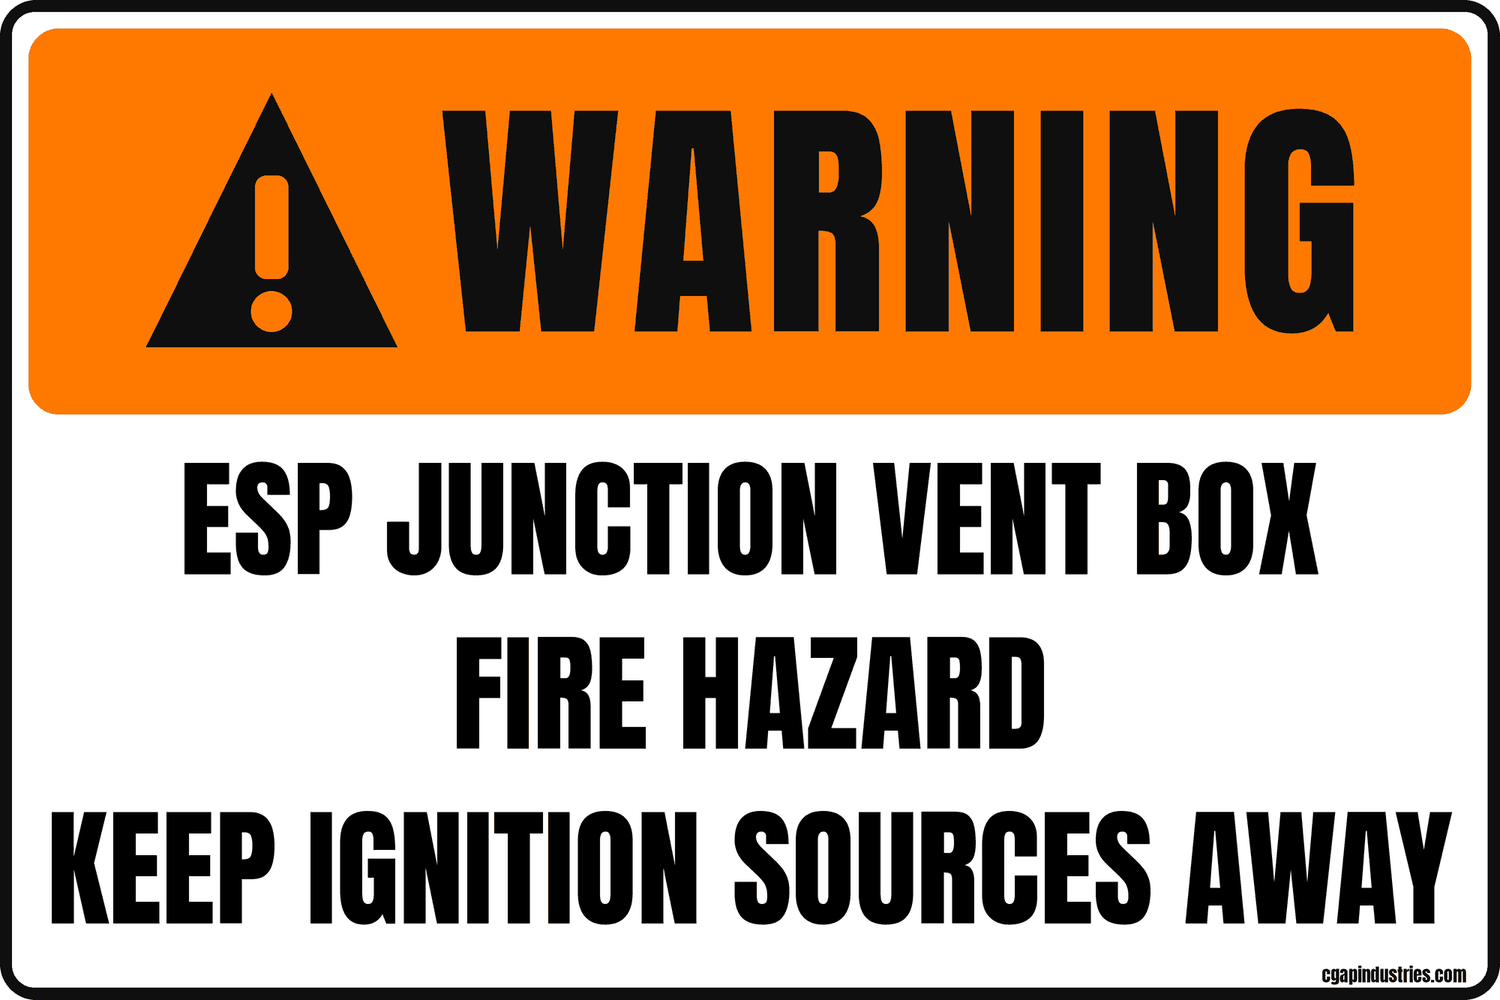 WARNING
ESP JUNCTION VENT BOX
FIRE HAZARD
KEEP IGNITION SOURCES AWAY
cgapindustries.com